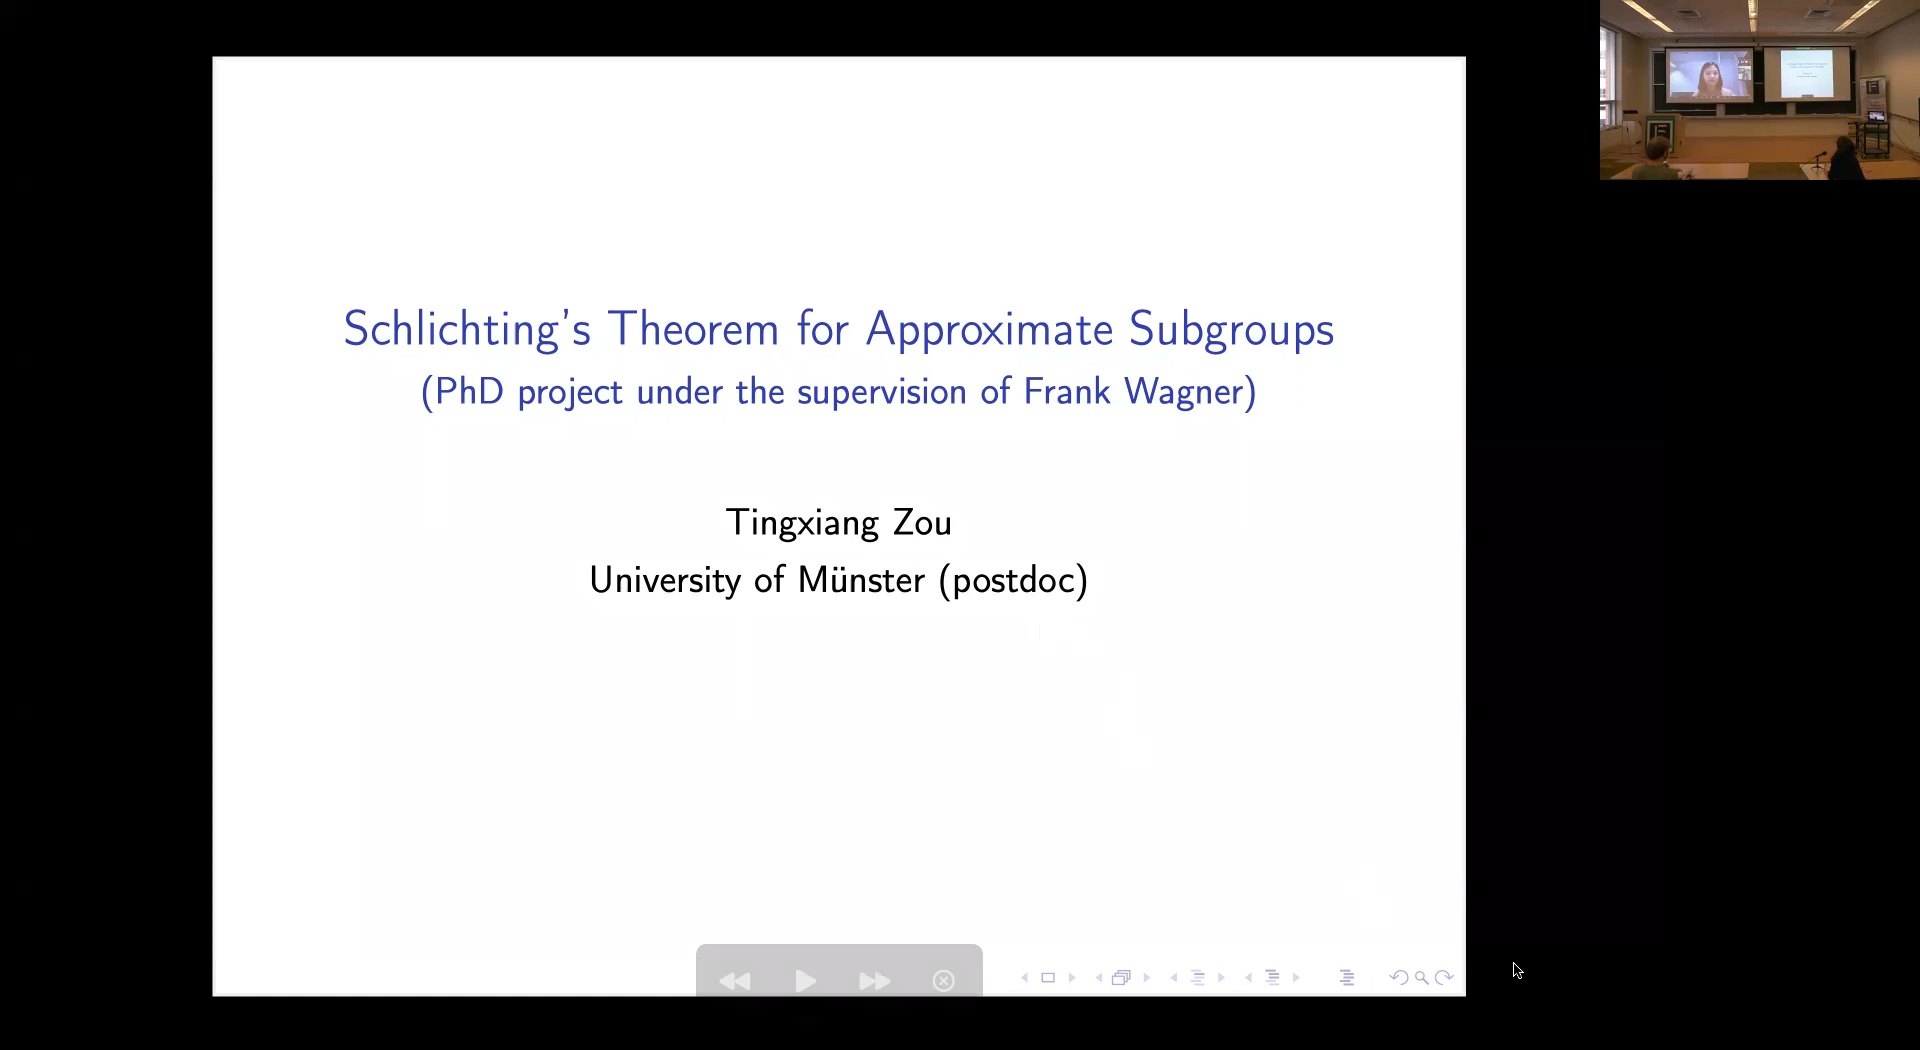 Schlichting's Theorem for Approximate Subgroups
(PhD project under the supervision of Frank Wagner)
Tingxiang Zou
University of Münster (postdoc)